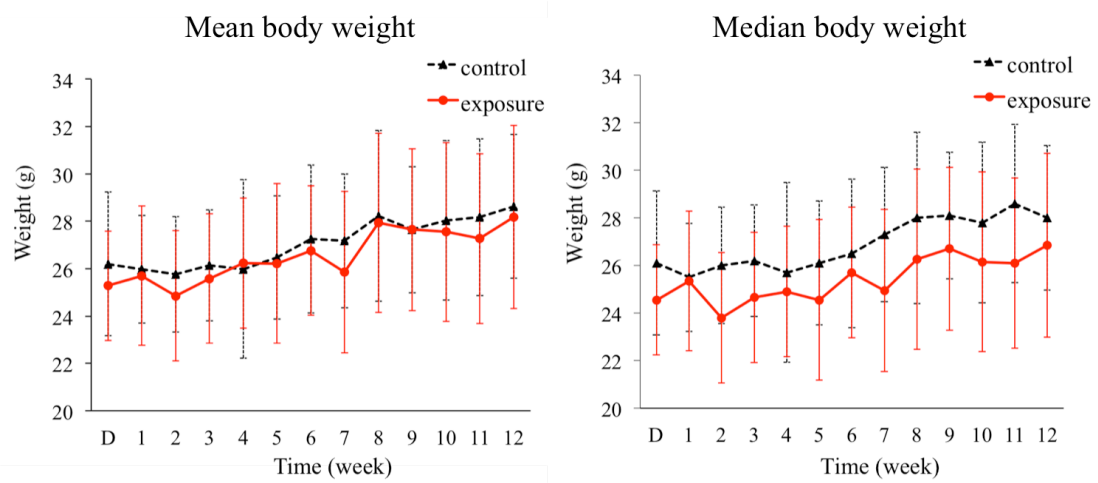 Mean body weight
control
exposure
Weight (g)
34
32
30
28
26
24
22
20
D 1 2 3 4 5 6 7 8 9 10 11 12
Time (week)
Median body weight
control
exposure
Weight (g)
34
32
30
28
26
24
22
20
D 1 2 3 4 5 6 7 8 9 10 11 12
Time (week)